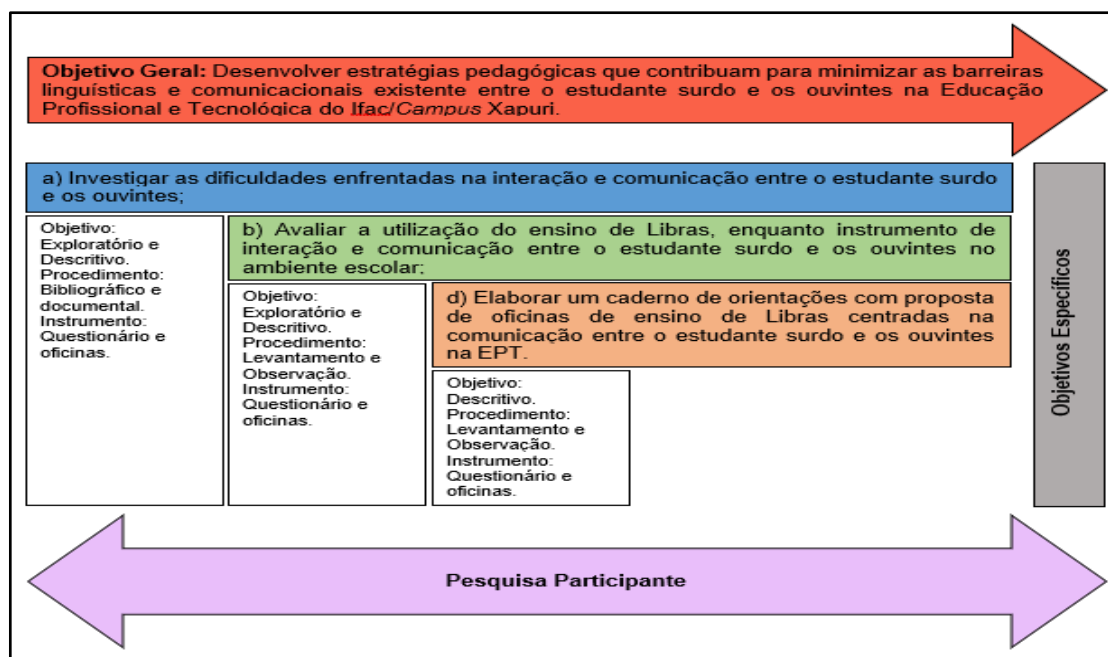 Objetivo Geral: Desenvolver estratégias pedagógicas que contribuam para minimizar as barreiras
linguísticas e comunicacionais existente entre o estudante surdo e os ouvintes na Educação
Profissional e Tecnológica do Ifac/Campus Xapuri.
a) Investigar as dificuldades enfrentadas na interação e comunicação entre o estudante surdo
e os ouvintes;
Objetivo:
Exploratório e
Descritivo.
Procedimento:
Bibliográfico e
documental.
Instrumento:
Questionário e
oficinas.
b) Avaliar a utilização do ensino de Libras, enquanto instrumento de
interação e comunicação entre o estudante surdo e os ouvintes no
ambiente escolar;
Objetivo:
Exploratório e
Descritivo.
Procedimento:
Levantamento e
Observação.
Instrumento:
Questionário e
oficinas.
d) Elaborar um caderno de orientações com proposta
de oficinas de ensino de Libras centradas na
comunicação entre o estudante surdo e os ouvintes
na EPT.
Objetivo:
Descritivo.
Procedimento:
Levantamento e
Observação.
Instrumento:
Questionário e
oficinas.
Objetivos Específicos
Pesquisa Participante